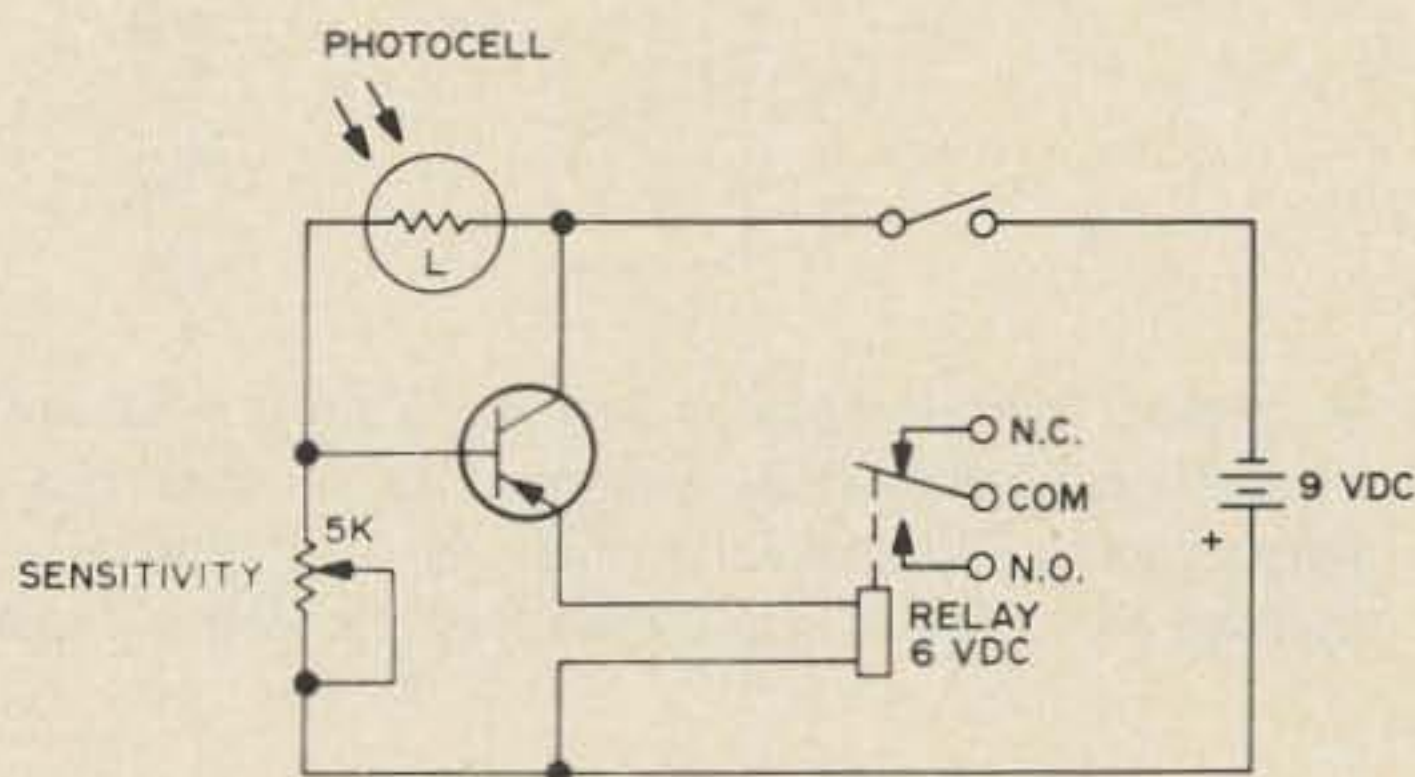 PHOTOCELL
L
N.C.
COM
9 VDC
+
5K
SENSITIVITY
N.O.
RELAY
6 VDC